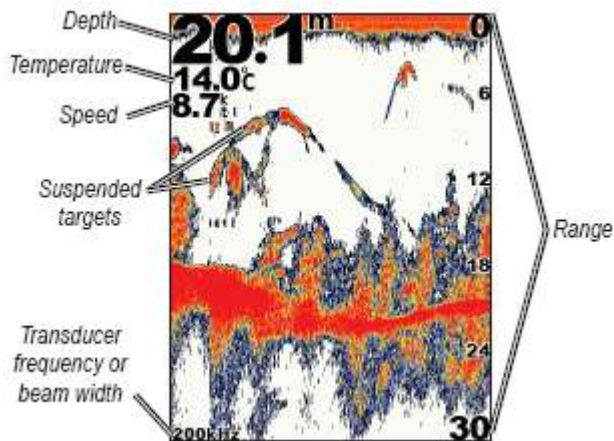 Depth
20.1 m
0
Temperature
14.0°C
6
Speed
8.7
Suspended
targets
12
Range
18
Transducer
frequency or
beam width
24
200kHz
30